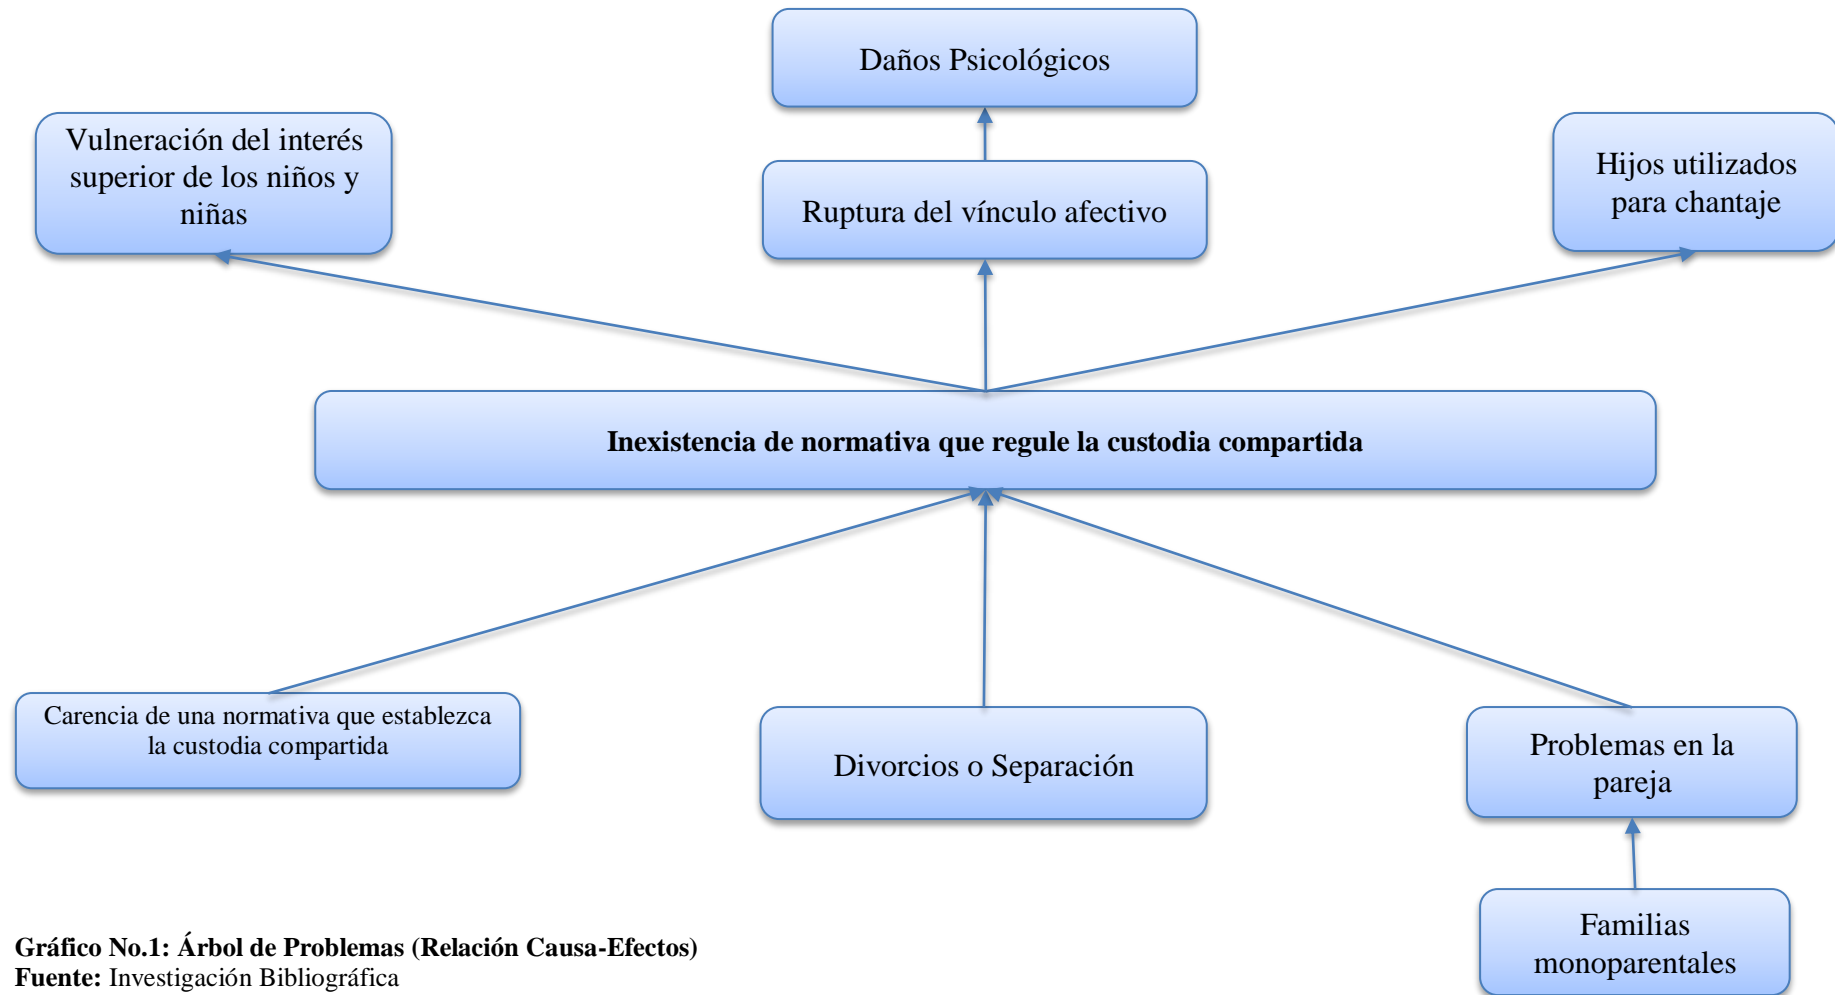 Daños Psicológicos
Vulneración del interés
superior de los niños y
niñas
Ruptura del vínculo afectivo
Hijos utilizados
para chantaje
Inexistencia de normativa que regule la custodia compartida
Carencia de una normativa que establezca
la custodia compartida
Divorcios o Separación
Problemas en la
pareja
Familias
monoparentales
Gráfico No.1: Árbol de Problemas (Relación Causa-Efectos)
Fuente: Investigación Bibliográfica